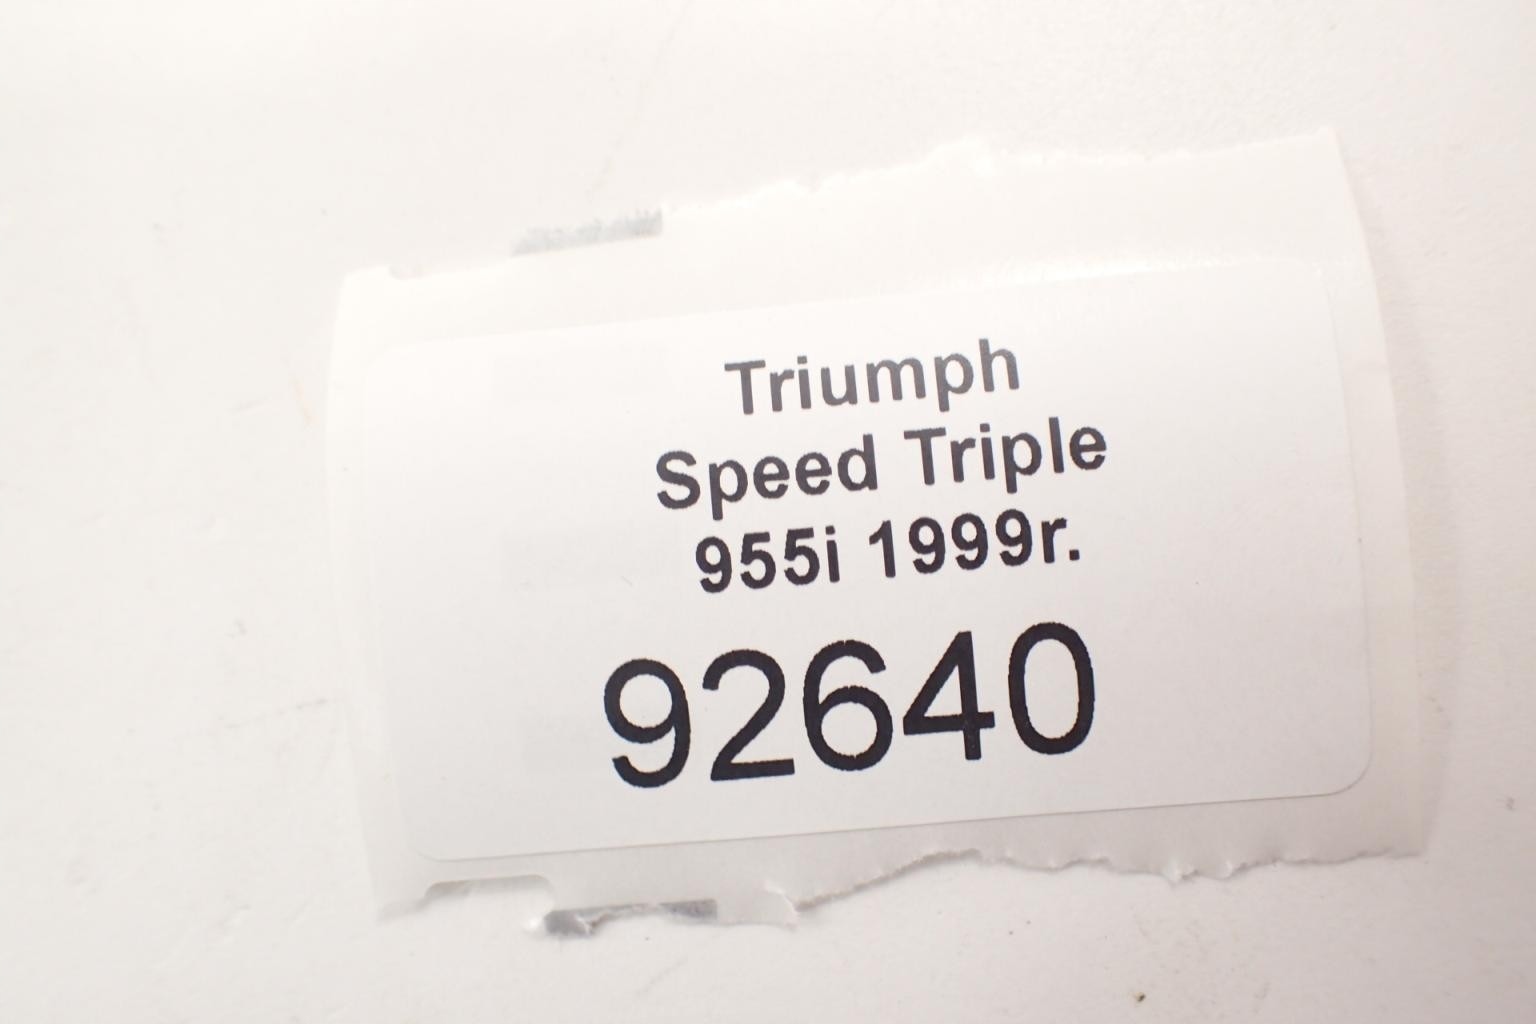 Triumph
Speed Triple
955i 1999r.
92640